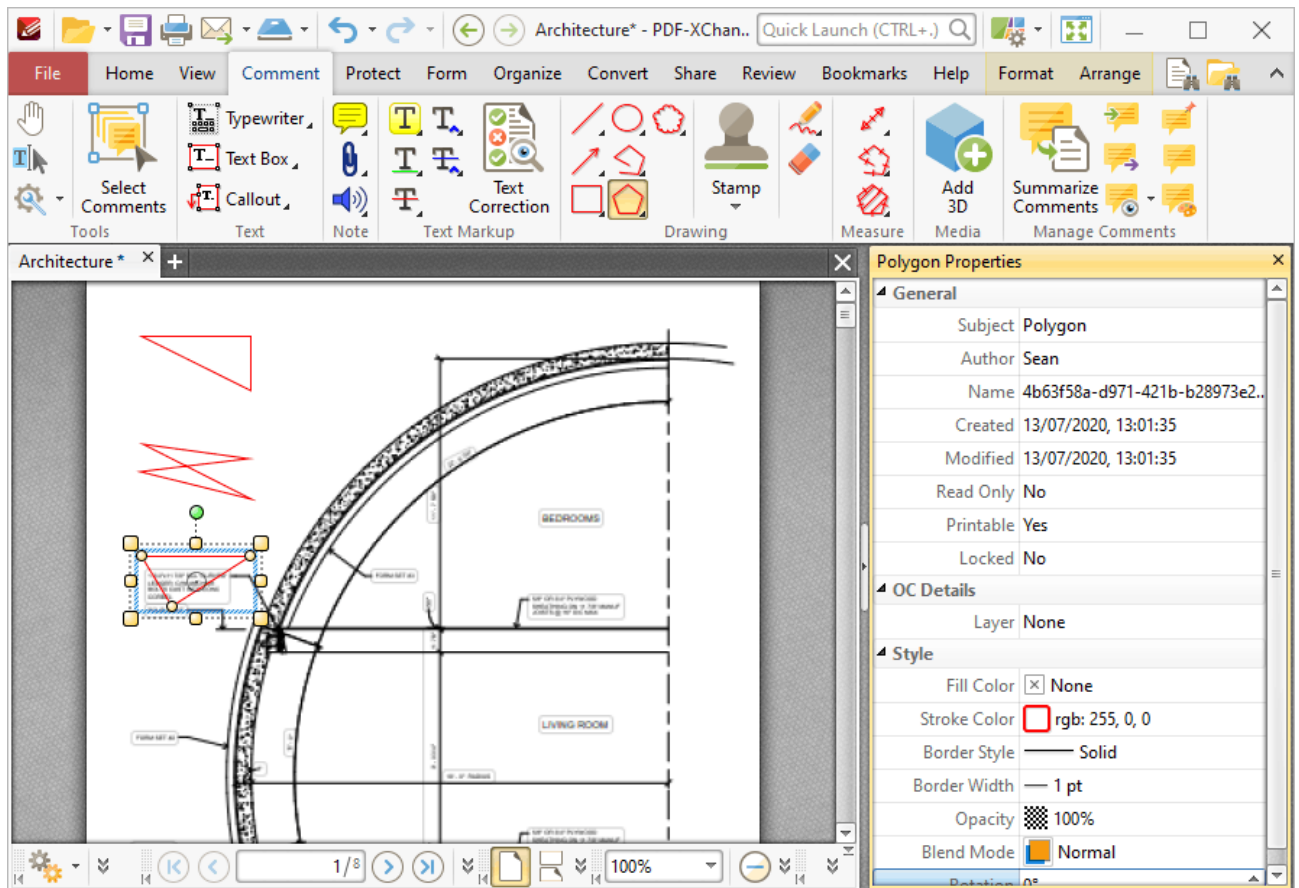 Architecture* - PDF-XChan..
Quick Launch (CTRL+.)
File Home View Comment Protect Form Organize Convert Share Review Bookmarks Help Format Arrange
Typewriter
Text Box
Callout
Select
Comments
Text
Correction
Stamp
Add
3D
Summarize
Comments
Tools Text Note Text Markup Drawing Measure Media Manage Comments
Architecture *
Polygon Properties
General
Subject Polygon
Author Sean
Name 4b63f58a-d971-421b-b28973e2..
Created 13/07/2020, 13:01:35
Modified 13/07/2020, 13:01:35
Read Only No
Printable Yes
Locked No
OC Details
Layer None
Style
Fill Color None
Stroke Color rgb: 255, 0, 0
Border Style Solid
Border Width 1 pt
Opacity 100%
Blend Mode Normal
Rotation 0°
BEDROOMS
LIVING ROOM
1/8
100%